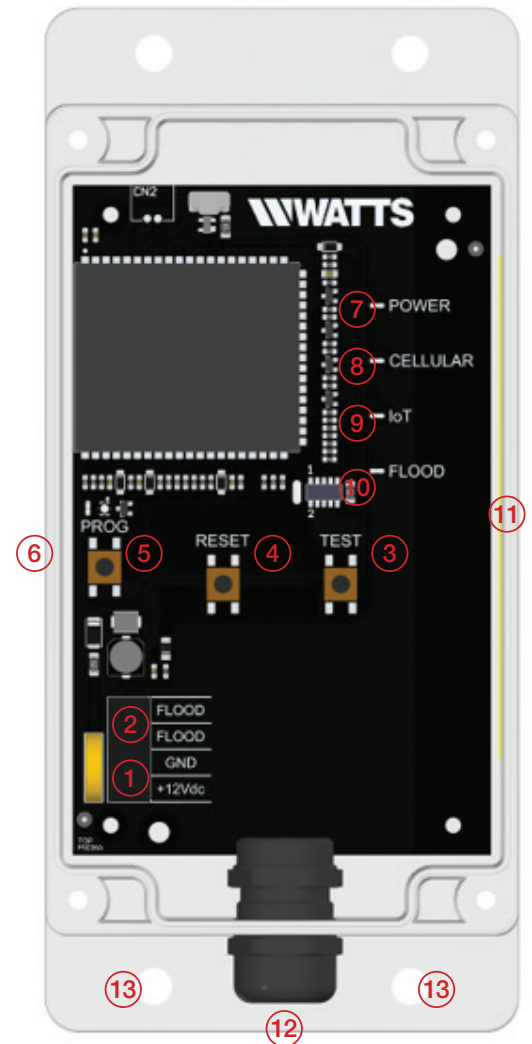 CN2
WATTS
7 POWER
8 CELLULAR
9 IoT
1
10 FLOOD
2
11
PROG
RESET
TEST
6
5
4
3
2
FLOOD
FLOOD
1
GND
+12Vdc
TOP
13
13
12